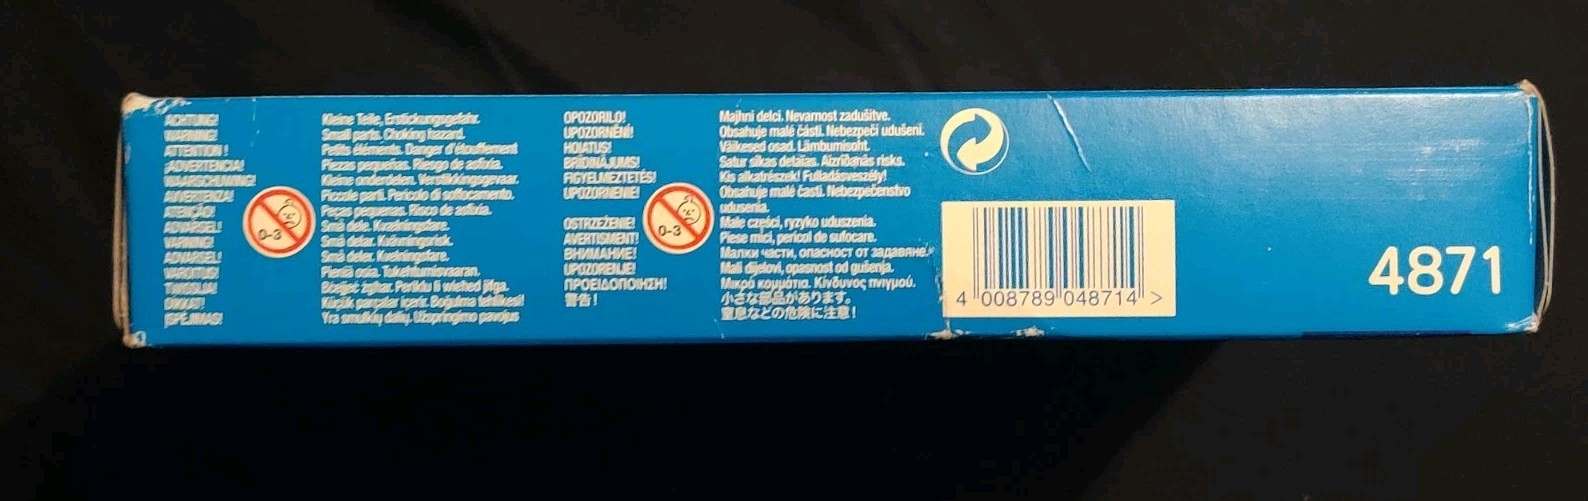 ACHTUNG!
WARNING!
ATTENTION !
¡ADVERTENCIA!
WAARSCHUWING!
AVVERTENZA!
ATENÇÃO!
ADVARSEL!
VARNING!
ADVARSEL!
VAROITUS!
TWISSIJA!
DİKKAT!
ĮSPĖJIMAS!
0-3
Kleine Teile, Erstickungsgefahr.
Small parts. Choking hazard.
Petits éléments. Danger d'étouffement
Piezas pequeñas. Riesgo de asfixia.
Kleine onderdelen. Verstikkingsgevaar.
Piccole parti. Pericolo di soffocamento.
Peças pequenas. Risco de asfixia.
Små dele. Kvælningsfare.
Små delar. Kvävningsrisk.
Små deler. Kvelningsfare.
Pieniä osia. Tukehtumisvaaran.
Bċejjeċ żgħar. Periklu li wieħed jifga.
Küçük parçalar içerir. Boğulma tehlikesi!
Yra smulkių dalių. Užspringimo pavojus
OPOZORILO!
UPOZORNĚNÍ!
HOIATUS!
BRĪDINĀJUMS!
FIGYELMEZTETÉS!
UPOZORNENIE!
OSTRZEŻENIE!
AVERTISMENT!
ВНИМАНИЕ!
UPOZORENJE!
ΠΡΟΕΙΔΟΠΟΙΗΣΗ!
警告!
0-3
Majhni delci. Nevarnost zadušitve.
Obsahuje malé části. Nebezpečí udušení.
Väikesed osad. Lämbumisoht.
Satur sīkas detaļas. Aizrīšanās risks.
Kis alkatrészek! Fulladásveszély!
Obsahuje malé časti. Nebezpečenstvo
udusenia.
Małe części, ryzyko uduszenia.
Piese mici, pericol de sufocare.
Малки части, опасност от задавяне.
Mali dijelovi, opasnost od gušenja.
Μικρά κομμάτια. Κίνδυνος πνιγμού.
小さな部品があります。
窒息などの危険に注意!
4 008789 048714 >
4871